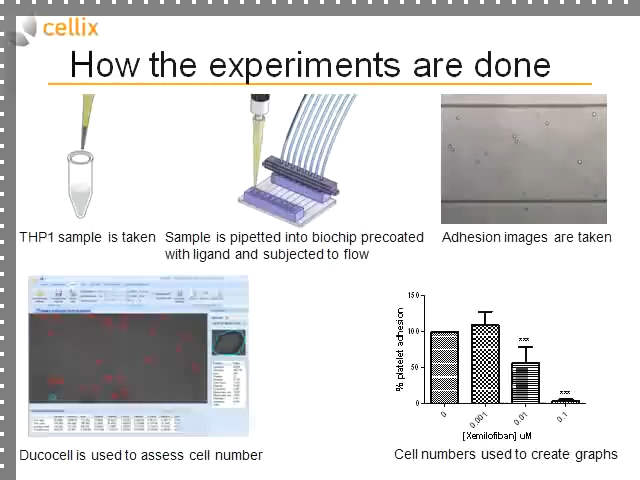 cellix
How the experiments are done
THP1 sample is taken
Sample is pipetted into biochip precoated
with ligand and subjected to flow
Adhesion images are taken
Ducocell is used to assess cell number
% platelet adhesion
150
100
50
0
xxx
xxx
0
0.001
0.01
0.1
[Xemilofiban] uM
Cell numbers used to create graphs